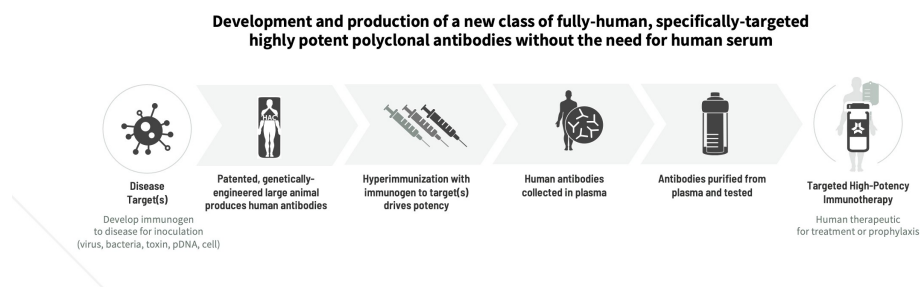 Development and production of a new class of fully-human, specifically-targeted
highly potent polyclonal antibodies without the need for human serum
HAC
Disease
Target(s)
Develop immunogen
to disease for inoculation
(virus, bacteria, toxin, pDNA, cell)
Patented, genetically-
engineered large animal
produces human antibodies
Hyperimmunization with
immunogen to target(s)
drives potency
Human antibodies
collected in plasma
Antibodies purified from
plasma and tested
Targeted High-Potency
Immunotherapy
Human therapeutic
for treatment or prophylaxis